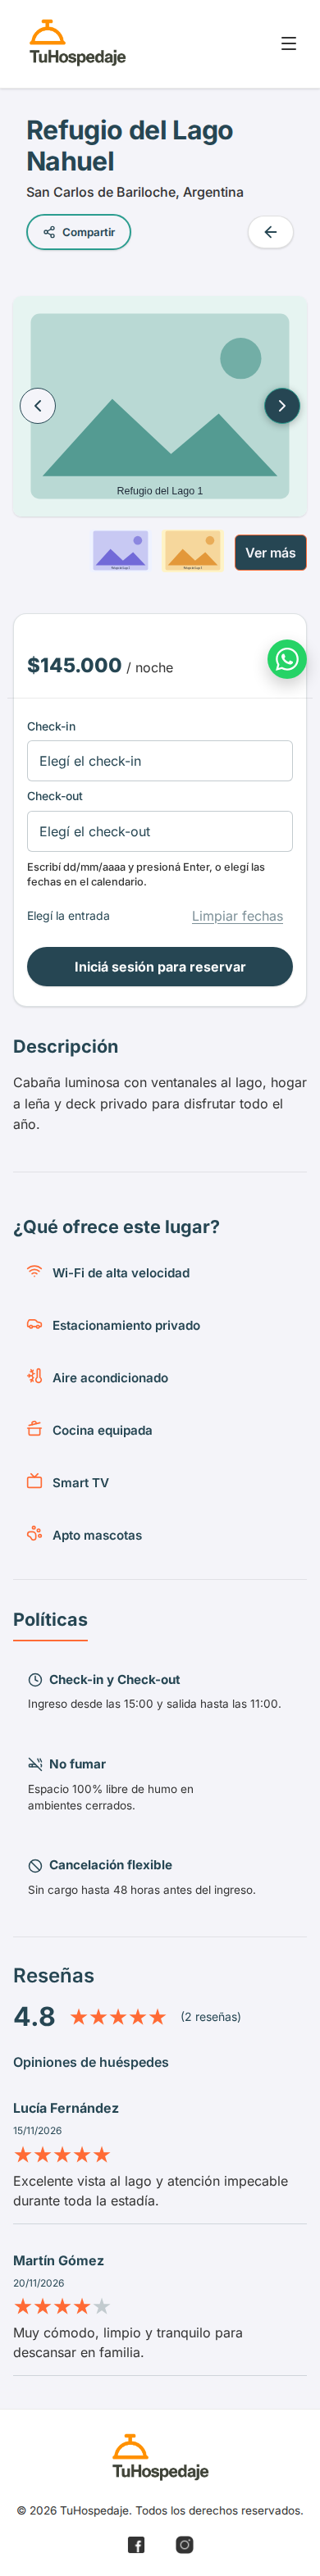 TuHospedaje
Refugio del Lago
Nahuel
San Carlos de Bariloche, Argentina
Compartir
Refugio del Lago 1
Ver más
$145.000 / noche
Check-in
Elegí el check-in
Check-out
Elegí el check-out
Escribí dd/mm/aaaa y presioná Enter, o elegí las
fechas en el calendario.
Elegí la entrada
Limpiar fechas
Iniciá sesión para reservar
Descripción
Cabaña luminosa con ventanales al lago, hogar
a leña y deck privado para disfrutar todo el
año.
¿Qué ofrece este lugar?
Wi-Fi de alta velocidad
Estacionamiento privado
Aire acondicionado
Cocina equipada
Smart TV
Apto mascotas
Políticas
Check-in y Check-out
Ingreso desde las 15:00 y salida hasta las 11:00.
No fumar
Espacio 100% libre de humo en
ambientes cerrados.
Cancelación flexible
Sin cargo hasta 48 horas antes del ingreso.
Reseñas
4.8 (2 reseñas)
Opiniones de huéspedes
Lucía Fernández
15/11/2026
Excelente vista al lago y atención impecable
durante toda la estadía.
Martín Gómez
20/11/2026
Muy cómodo, limpio y tranquilo para
descansar en familia.
TuHospedaje
© 2026 TuHospedaje. Todos los derechos reservados.